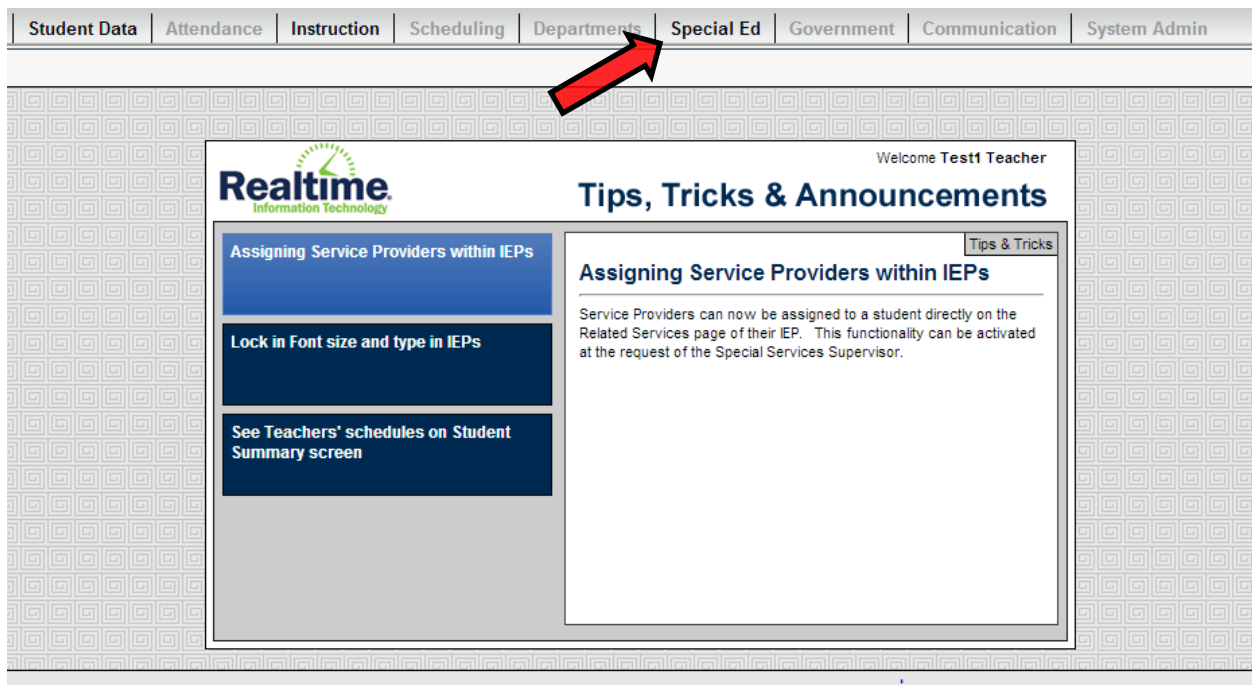 Student Data Attendance Instruction Scheduling Departments Special Ed Government Communication System Admin
Realtime.
Information Technology
Welcome Test1 Teacher
Tips, Tricks & Announcements
Assigning Service Providers within IEPs
Lock in Font size and type in IEPs
See Teachers' schedules on Student
Summary screen
Tips & Tricks
Assigning Service Providers within IEPs
Service Providers can now be assigned to a student directly on the
Related Services page of their IEP. This functionality can be activated
at the request of the Special Services Supervisor.